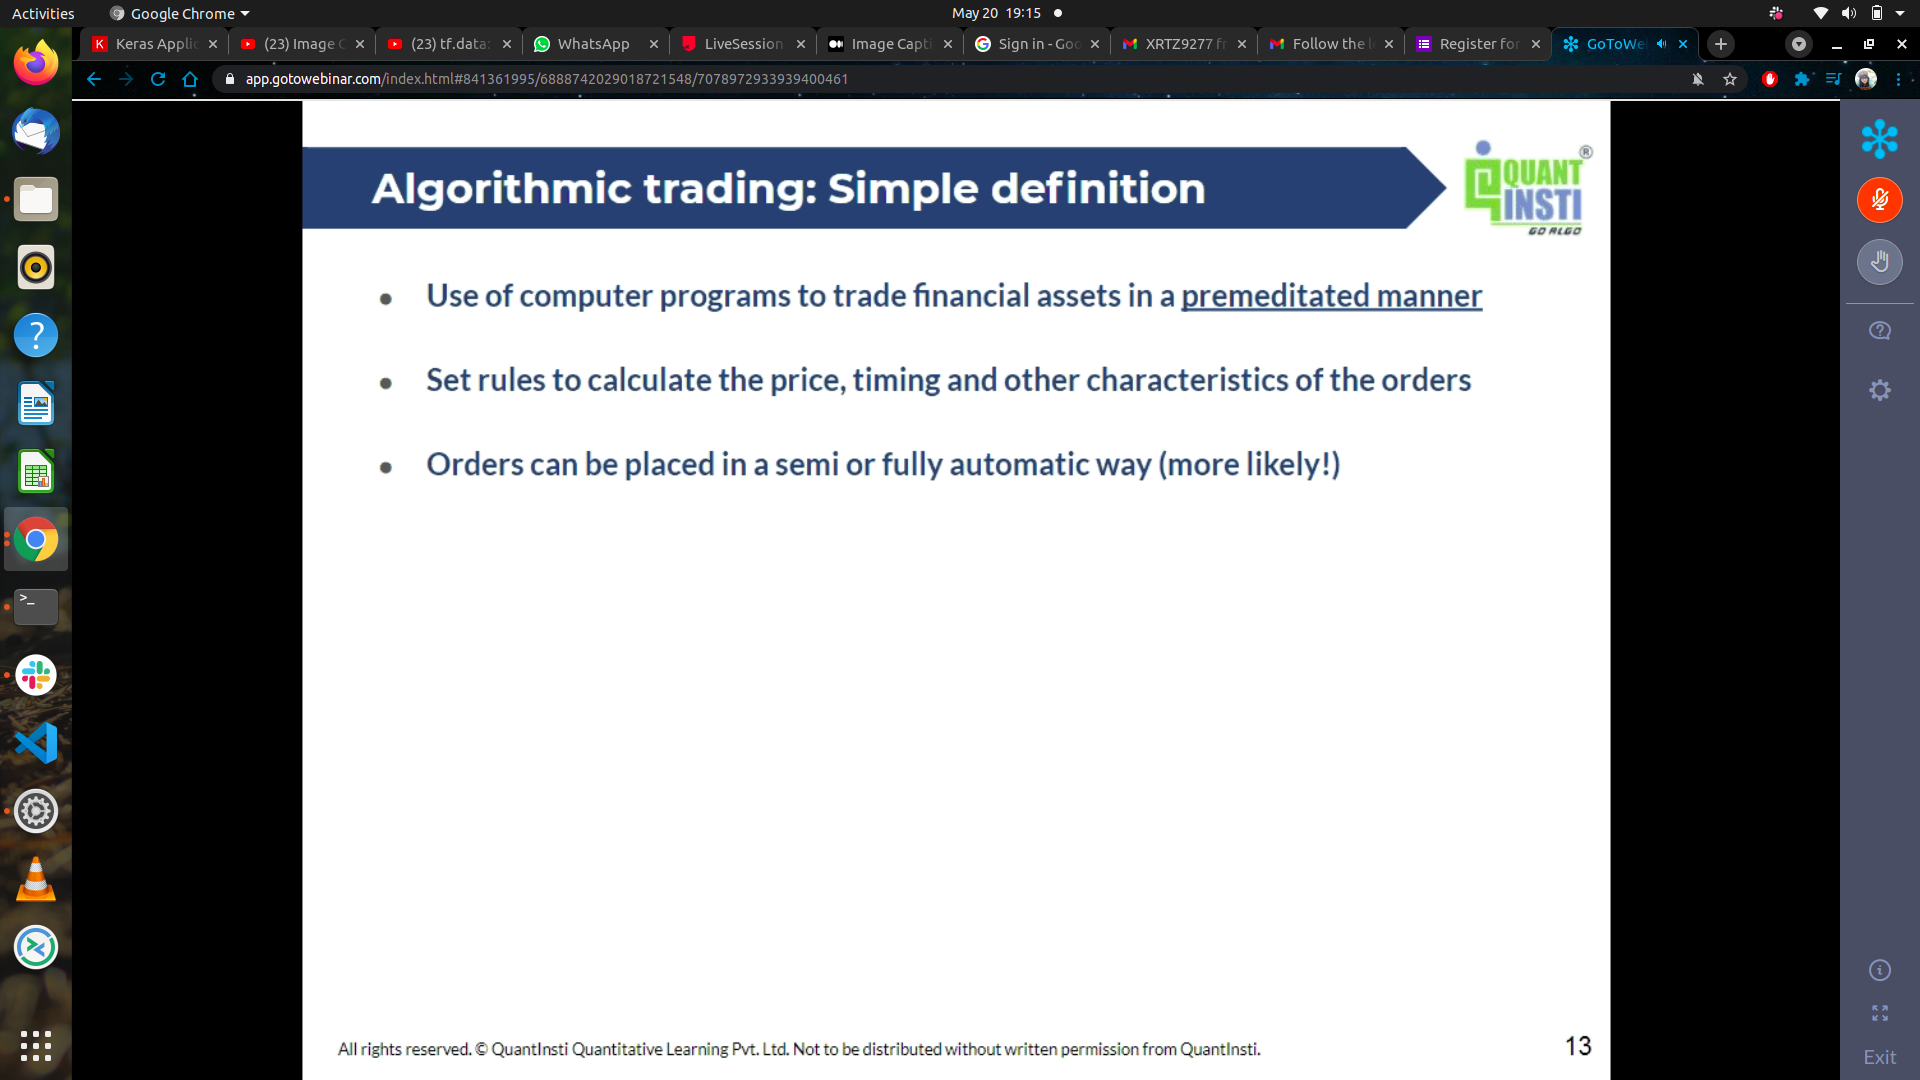 Activities
Google Chrome
May 20 19:15
Keras Applic
(23) Image C
(23) tf.data:
WhatsApp
LiveSession
Image Capti
Sign in - Goo
XRTZ9277 fr
Follow the le
Register for
GoToWe
app.gotowebinar.com/index.html#841361995/6888742029018721548/7078972933939400461
Algorithmic trading: Simple definition
QUANT
INSTI
GO ALGO
®
• Use of computer programs to trade financial assets in a premeditated manner
• Set rules to calculate the price, timing and other characteristics of the orders
• Orders can be placed in a semi or fully automatic way (more likely!)
All rights reserved. © QuantInsti Quantitative Learning Pvt. Ltd. Not to be distributed without written permission from QuantInsti.
13
Exit